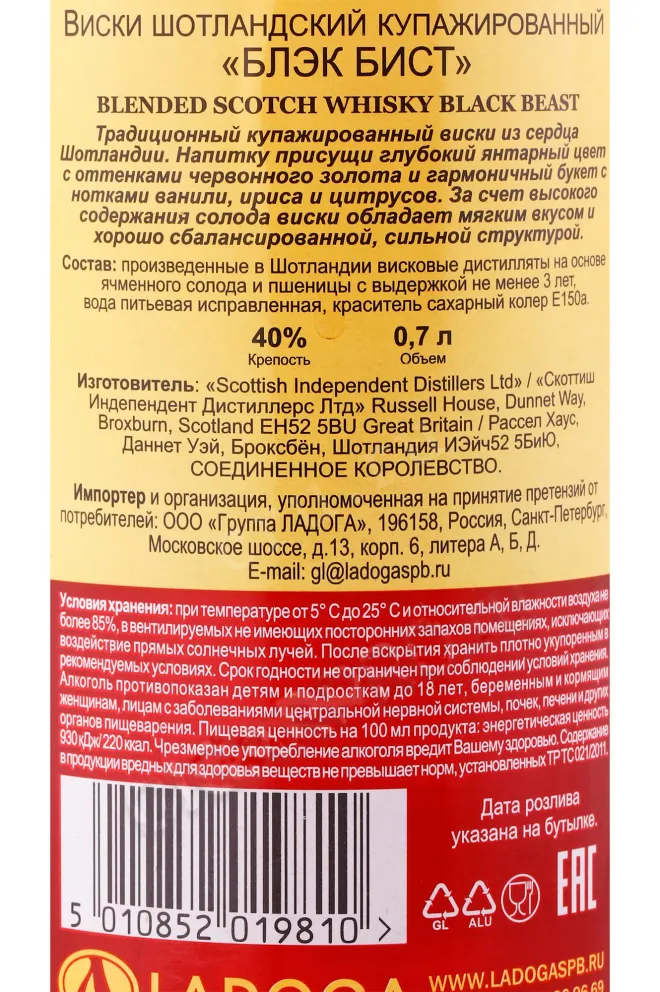 Виски шотландский купажированный
«БЛЭК БИСТ»
BLENDED SCOTCH WHISKY BLACK BEAST
Традиционный купажированный виски из сердца
Шотландии. Напитку присущи глубокий янтарный цвет
с оттенками червонного золота и гармоничный букет с
нотками ванили, ириса и цитрусов. За счет высокого
содержания солода виски обладает мягким вкусом и
хорошо сбалансированной, сильной структурой.
Состав: произведенные в Шотландии висковые дистилляты на основе
ячменного солода и пшеницы с выдержкой не менее 3 лет,
вода питьевая исправленная, краситель сахарный колер Е150а.
40% 0,7 л
Крепость Объем
Изготовитель: «Scottish Independent Distillers Ltd» / «Скоттиш
Индепендент Дистиллерс Лтд» Russell House, Dunnet Way,
Broxburn, Scotland EH52 5BU Great Britain / Рассел Хаус,
Даннет Уэй, Броксбён, Шотландия ИЭйч52 5БиЮ,
СОЕДИНЕННОЕ КОРОЛЕВСТВО.
Импортер и организация, уполномоченная на принятие претензий от
потребителей: ООО «Группа ЛАДОГА», 196158, Россия, Санкт-Петербург,
Московское шоссе, д.13, корп. 6, литера А, Б, Д.
E-mail: gl@ladogaspb.ru
Условия хранения: при температуре от 5° С до 25° С и относительной влажности воздуха не
более 85%, в вентилируемых не имеющих посторонних запахов помещениях, исключающих
воздействие прямых солнечных лучей. После вскрытия хранить плотно укупоренным в
рекомендуемых условиях. Срок годности не ограничен при соблюдении условий хранения.
Алкоголь противопоказан детям и подросткам до 18 лет, беременным и кормящим
женщинам, лицам с заболеваниями центральной нервной системы, почек, печени и других
органов пищеварения. Пищевая ценность на 100 мл продукта: энергетическая ценность
930 кДж/ 220 ккал. Чрезмерное употребление алкоголя вредит Вашему здоровью. Содержание
в продукции вредных для здоровья веществ не превышает норм, установленных ТР ТС 021/2011.
Дата розлива
указана на бутылке.
EAC
GL ALU
5 010852 019810 >
LADOGA
WWW.LADOGASPB.RU